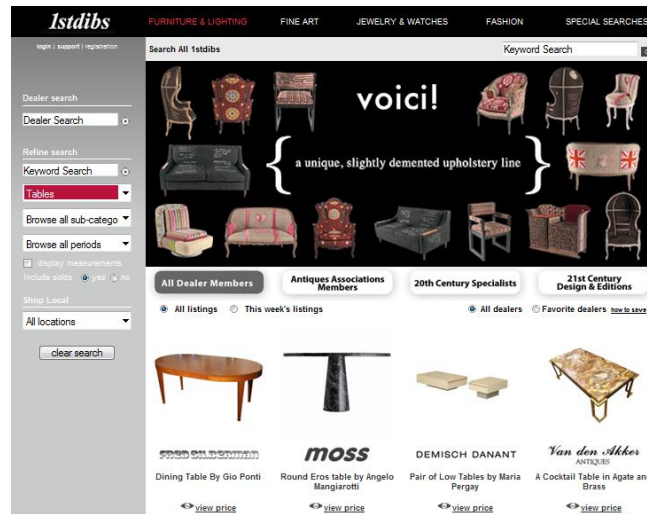 1stdibs
FURNITURE & LIGHTING FINE ART JEWELRY & WATCHES FASHION SPECIAL SEARCHES
login | support | registration
Search All 1stdibs
Keyword Search
Dealer search
Dealer Search
Refine search
Keyword Search
Tables
Browse all sub-catego
Browse all periods
display measurements
Include solds yes no
Shop Local
All locations
clear search
voici!
{ a unique, slightly demented upholstery line }
All Dealer Members
Antiques Associations
Members
20th Century Specialists
21st Century
Design & Editions
All listings This week's listings
All dealers Favorite dealers how to save
FRED SILBERMAN
Dining Table By Gio Ponti
view price
moss
Round Eros table by Angelo
Mangiarotti
view price
DEMISCH DANANT
Pair of Low Tables by Maria
Pergay
view price
Van den Akker
ANTIQUES
A Cocktail Table in Agate and
Brass
view price